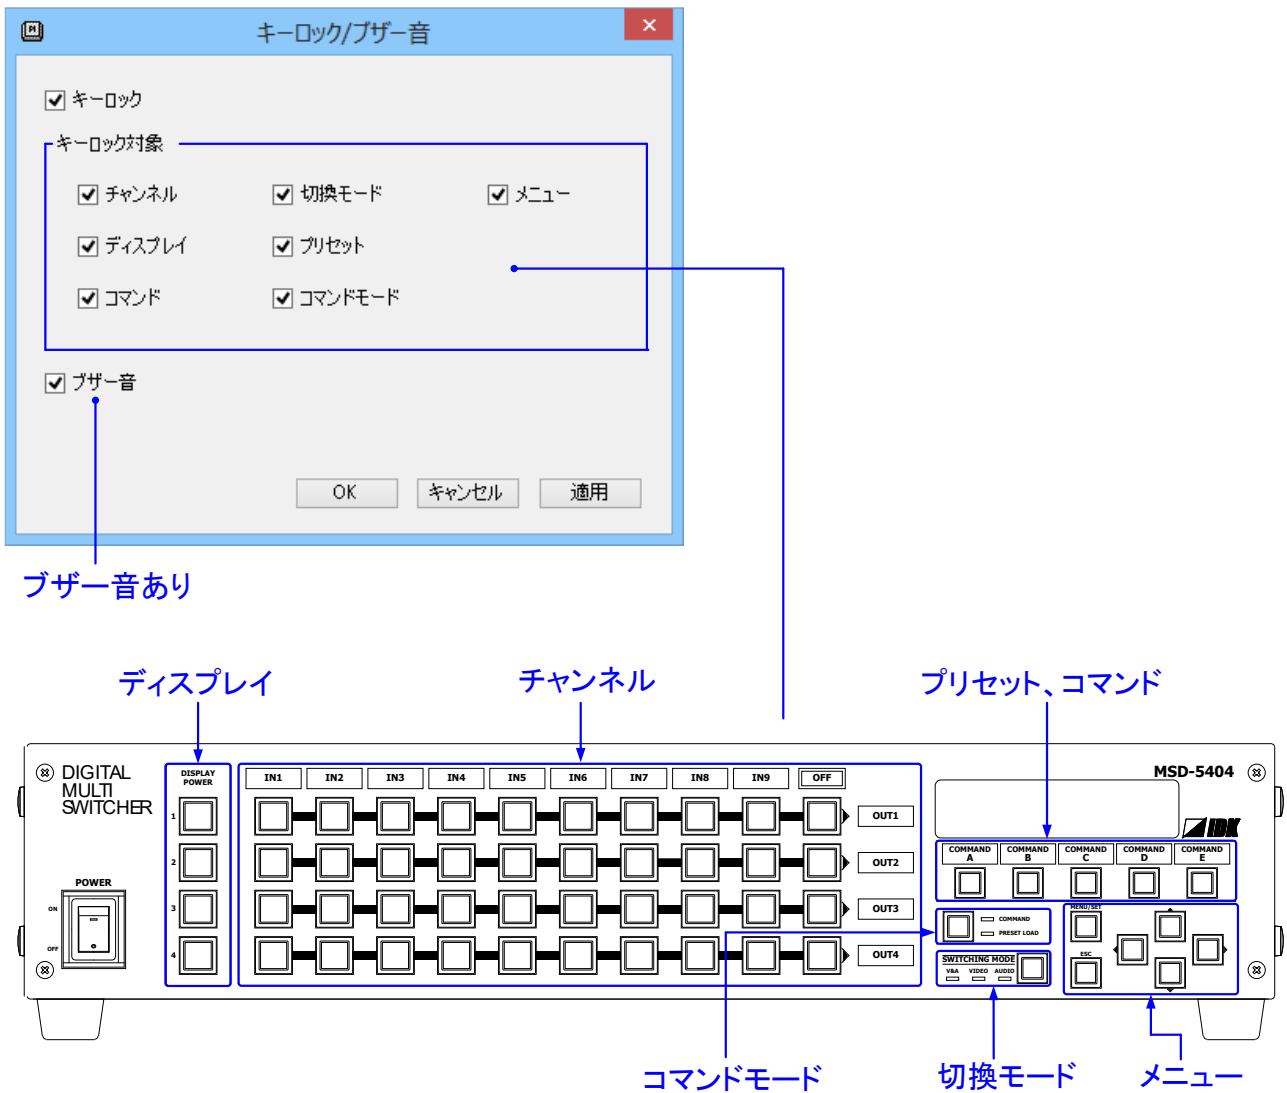 キーロック/ブザー音
キーロック
キーロック対象
チャンネル 切換モード メニュー
ディスプレイ プリセット
コマンド コマンドモード
ブザー音
OK キャンセル 適用
ブザー音あり
ディスプレイ チャンネル プリセット、コマンド
DIGITAL
MULTI
SWITCHER
DISPLAY
POWER
IN1 IN2 IN3 IN4 IN5 IN6 IN7 IN8 IN9 OFF
MSD-5404
IDK
1 OUT1
2 OUT2
3 OUT3
4 OUT4
POWER
ON
OFF
COMMAND A COMMAND B COMMAND C COMMAND D COMMAND E
COMMAND
PRESET LOAD
MENU/SET
ESC
SWITCHING MODE
V&A VIDEO AUDIO
コマンドモード 切換モード メニュー